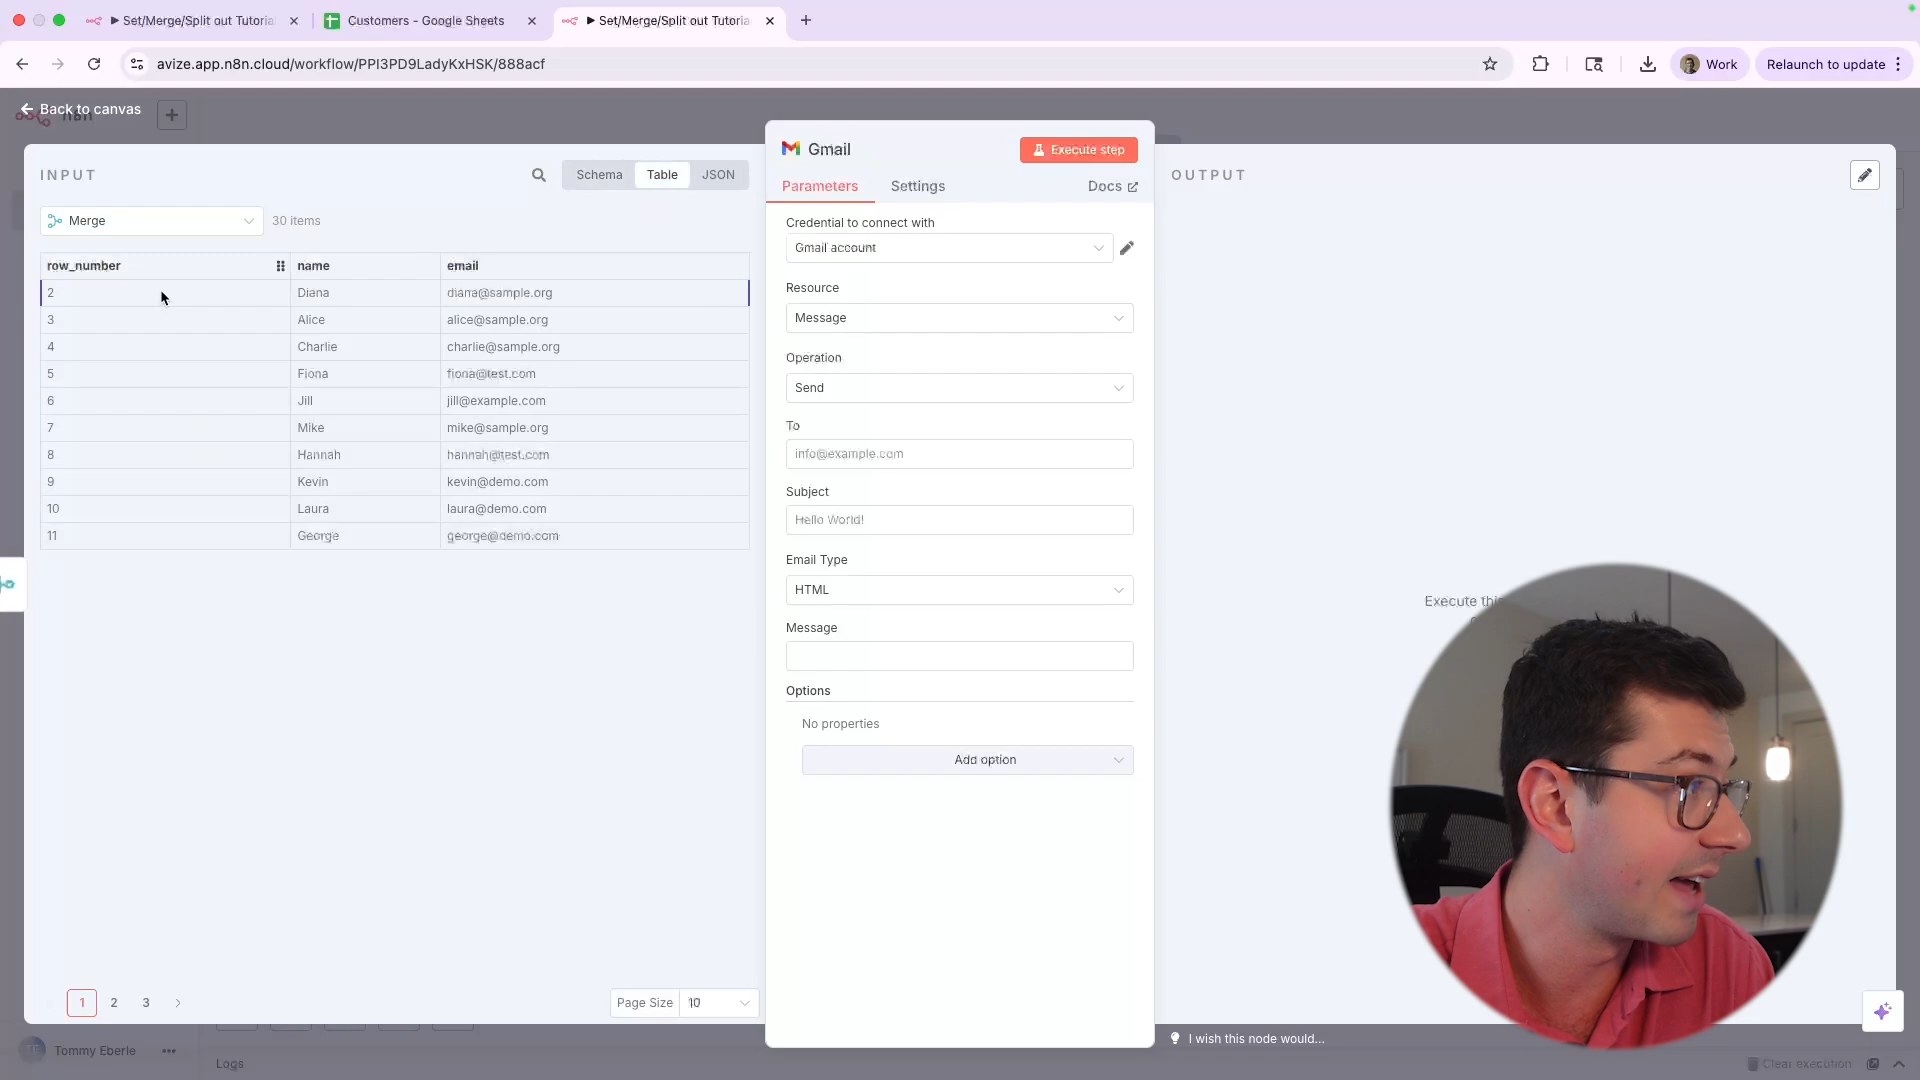 Set/Merge/Split out Tutoria
Customers - Google Sheets
Set/Merge/Split out Tutoria
avize.app.n8n.cloud/workflow/PPI3PD9LadyKxHSK/888acf
Work
Relaunch to update
Back to canvas
n8n
INPUT
Schema
Table
JSON
Merge
30 items
row_number name email
2 Diana diana@sample.org
3 Alice alice@sample.org
4 Charlie charlie@sample.org
5 Fiona fiona@test.com
6 Jill jill@example.com
7 Mike mike@sample.org
8 Hannah hannah@test.com
9 Kevin kevin@demo.com
10 Laura laura@demo.com
11 George george@demo.com
1 2 3
Page Size 10
Gmail
Execute step
Parameters
Settings
Docs
Credential to connect with
Gmail account
Resource
Message
Operation
Send
To
info@example.com
Subject
Hello World!
Email Type
HTML
Message
Options
No properties
Add option
OUTPUT
Execute thi
I wish this node would...
Tommy Eberle
Logs
Clear execution